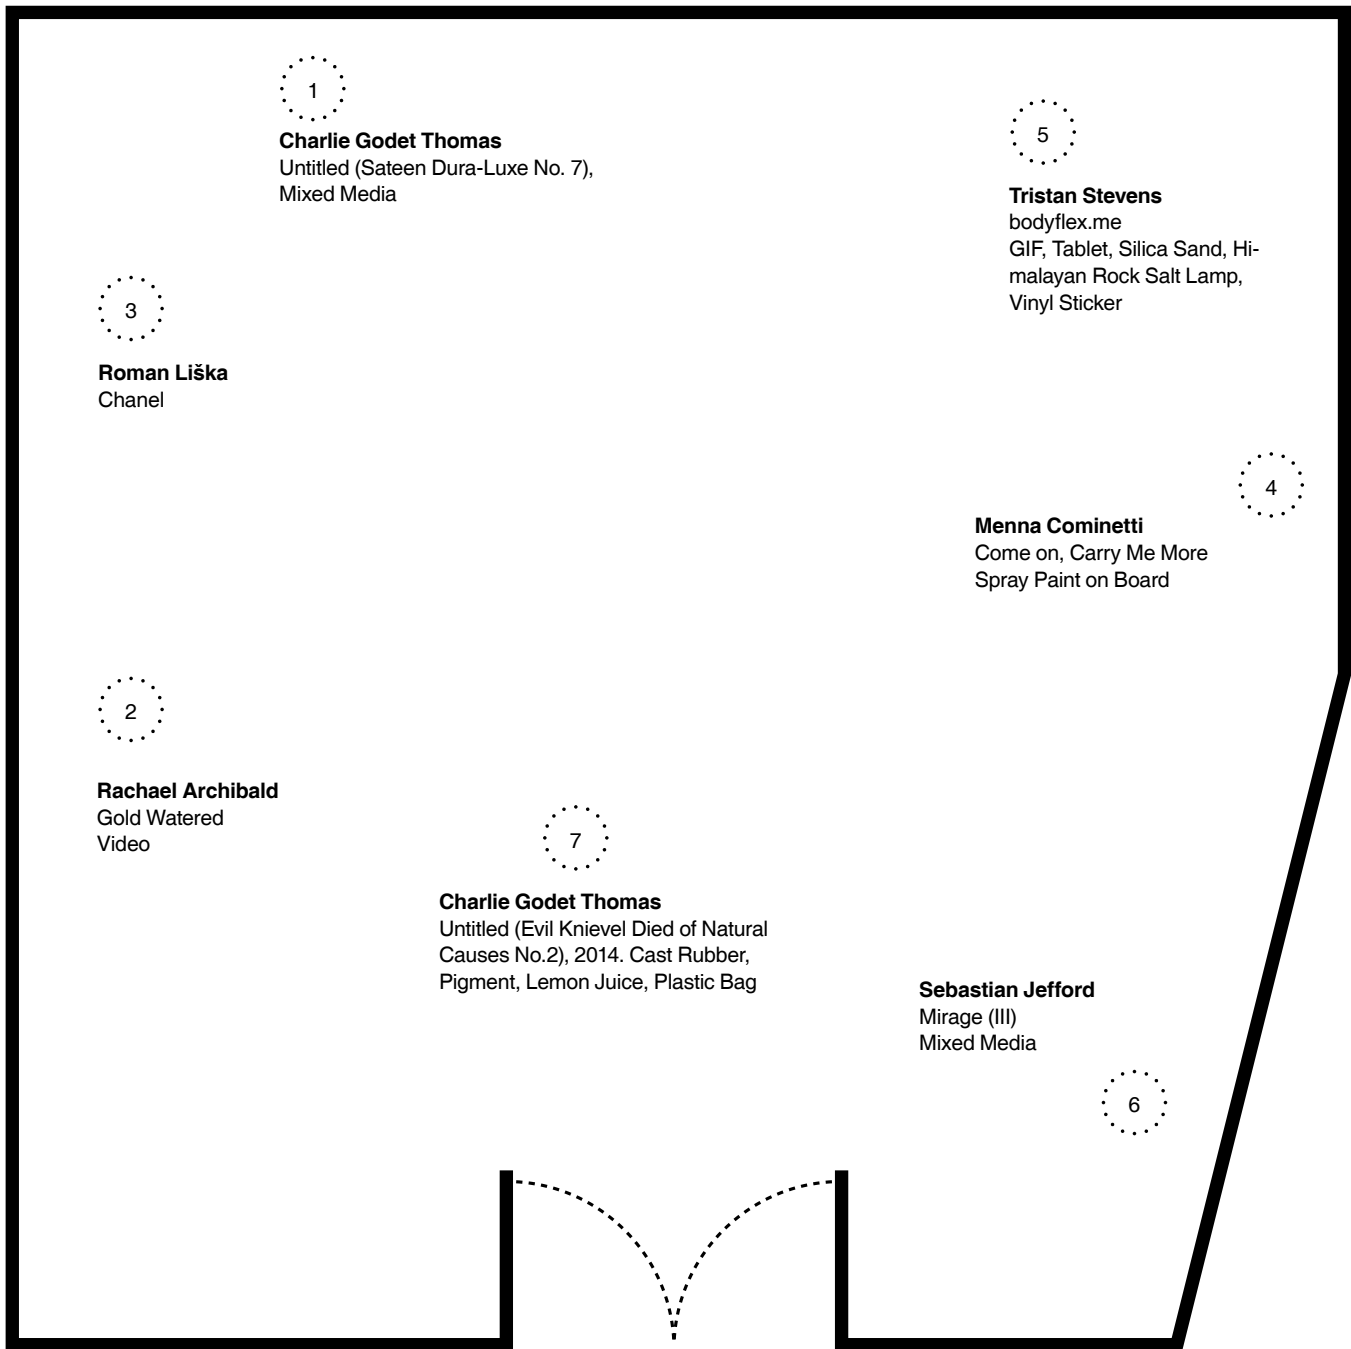 1
Charlie Godet Thomas
Untitled (Sateen Dura-Luxe No. 7),
Mixed Media
5
Tristan Stevens
bodyflex.me
GIF, Tablet, Silica Sand, Hi-
malayan Rock Salt Lamp,
Vinyl Sticker
3
Roman Liška
Chanel
4
Menna Cominetti
Come on, Carry Me More
Spray Paint on Board
2
Rachael Archibald
Gold Watered
Video
7
Charlie Godet Thomas
Untitled (Evil Knievel Died of Natural
Causes No.2), 2014. Cast Rubber,
Pigment, Lemon Juice, Plastic Bag
Sebastian Jefford
Mirage (III)
Mixed Media
6